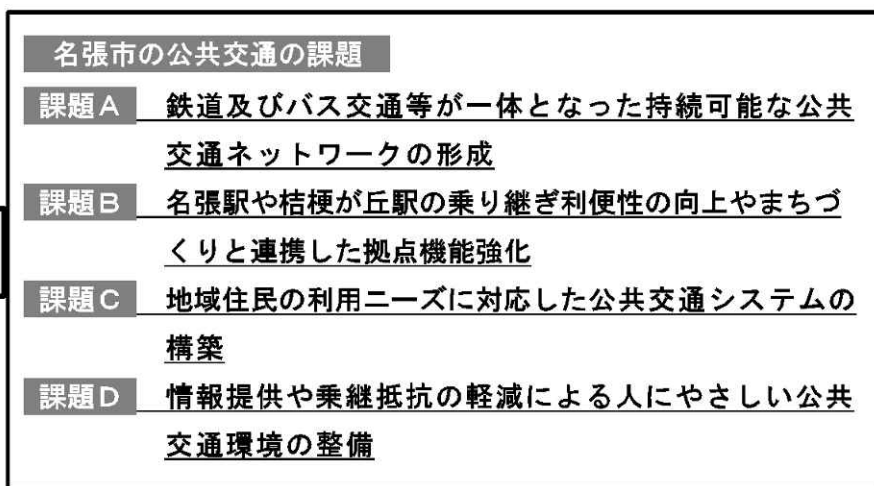 名張市の公共交通の課題
課題A 鉄道及びバス交通等が一体となった持続可能な公共
交通ネットワークの形成
課題B 名張駅や桔梗が丘駅の乗り継ぎ利便性の向上やまちづ
くりと連携した拠点機能強化
課題C 地域住民の利用ニーズに対応した公共交通システムの
構築
課題D 情報提供や乗継抵抗の軽減による人にやさしい公共
交通環境の整備